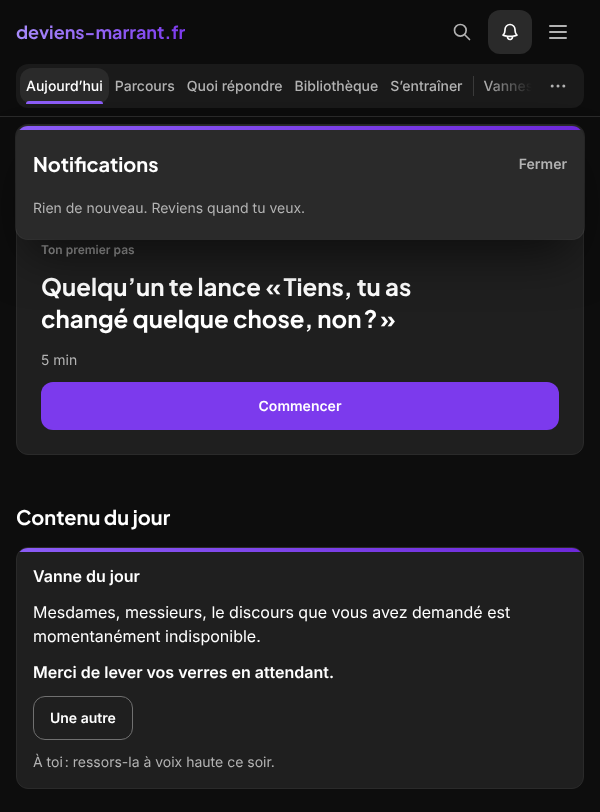 deviens-marrant.fr
Aujourd’hui Parcours Quoi répondre Bibliothèque S’entraîner Vannes
Notifications
Fermer
Rien de nouveau. Reviens quand tu veux.
Ton premier pas
Quelqu’un te lance « Tiens, tu as
changé quelque chose, non ? »
5 min
Commencer
Contenu du jour
Vanne du jour
Mesdames, messieurs, le discours que vous avez demandé est
momentanément indisponible.
Merci de lever vos verres en attendant.
Une autre
À toi : ressors-la à voix haute ce soir.